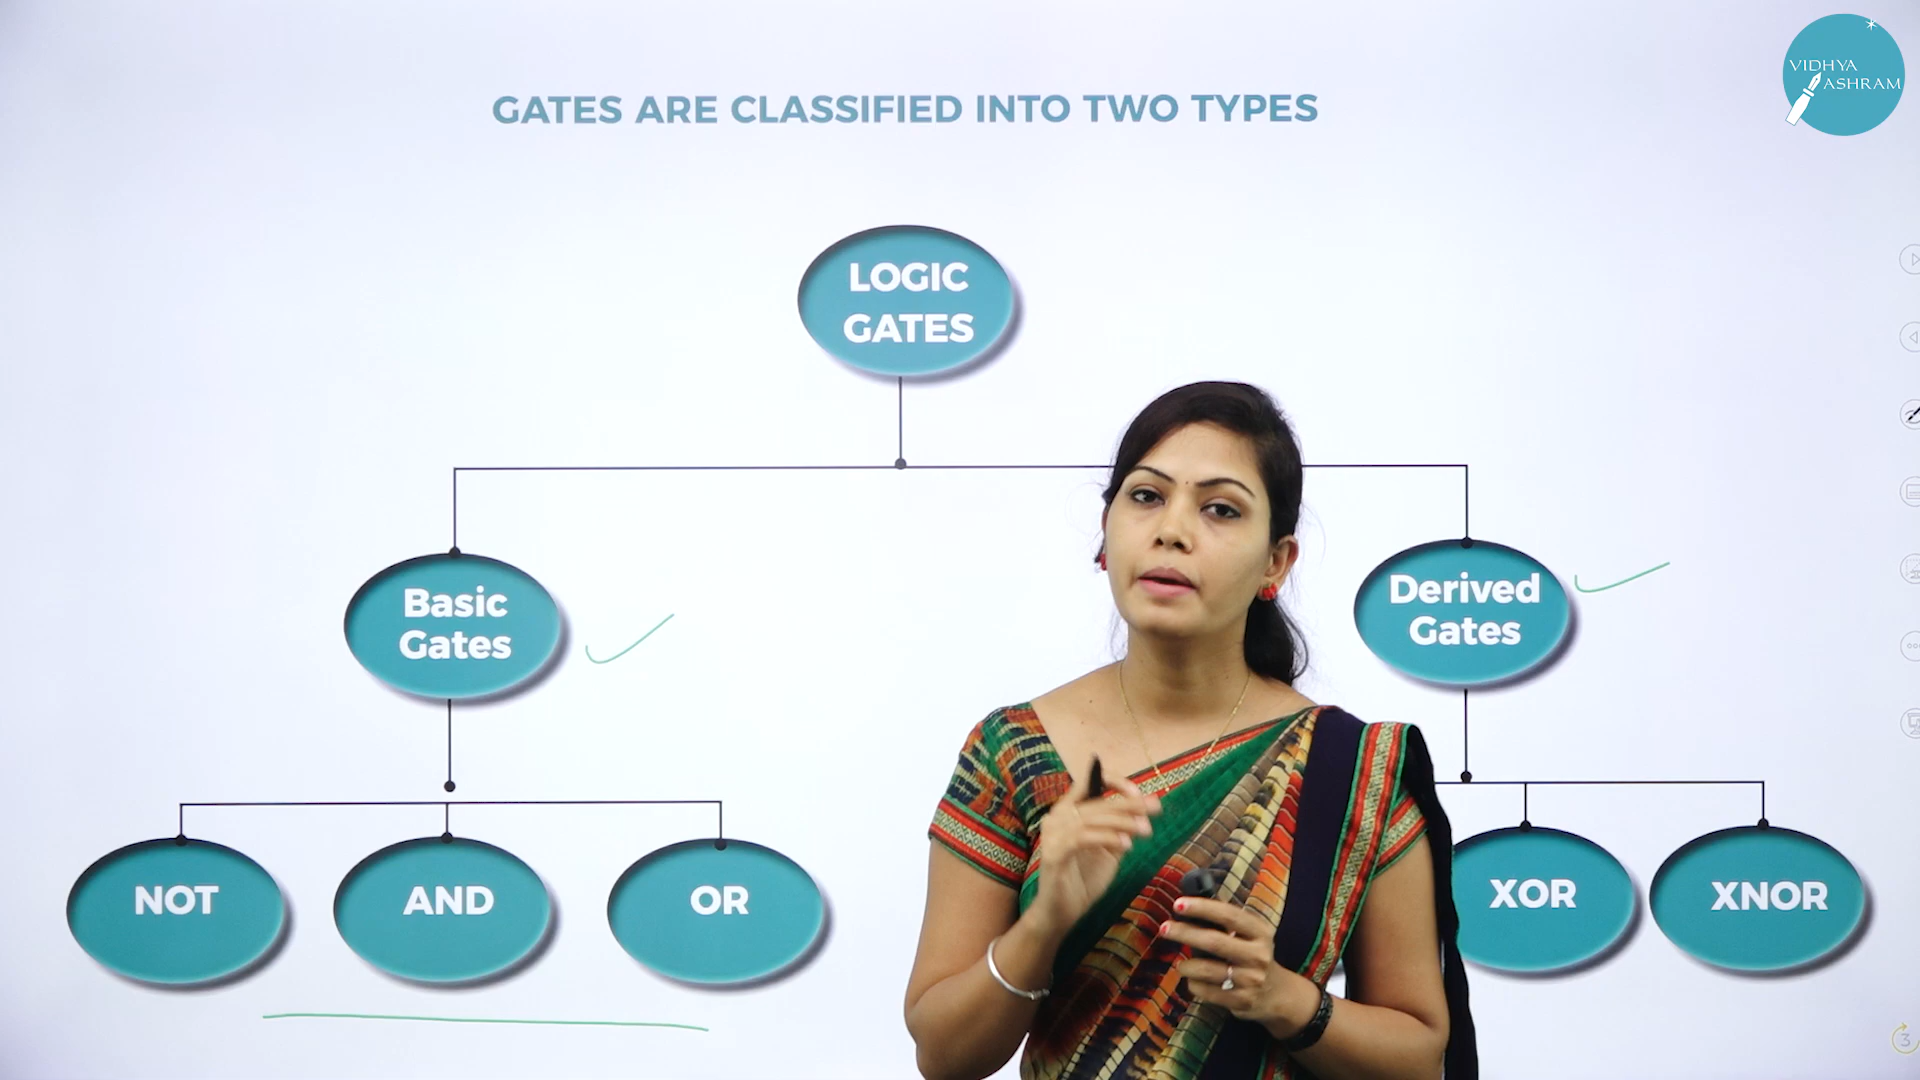 VIDHYA
ASHRAM
GATES ARE CLASSIFIED INTO TWO TYPES
LOGIC
GATES
Basic
Gates
Derived
Gates
NOT
AND
OR
XOR
XNOR
3